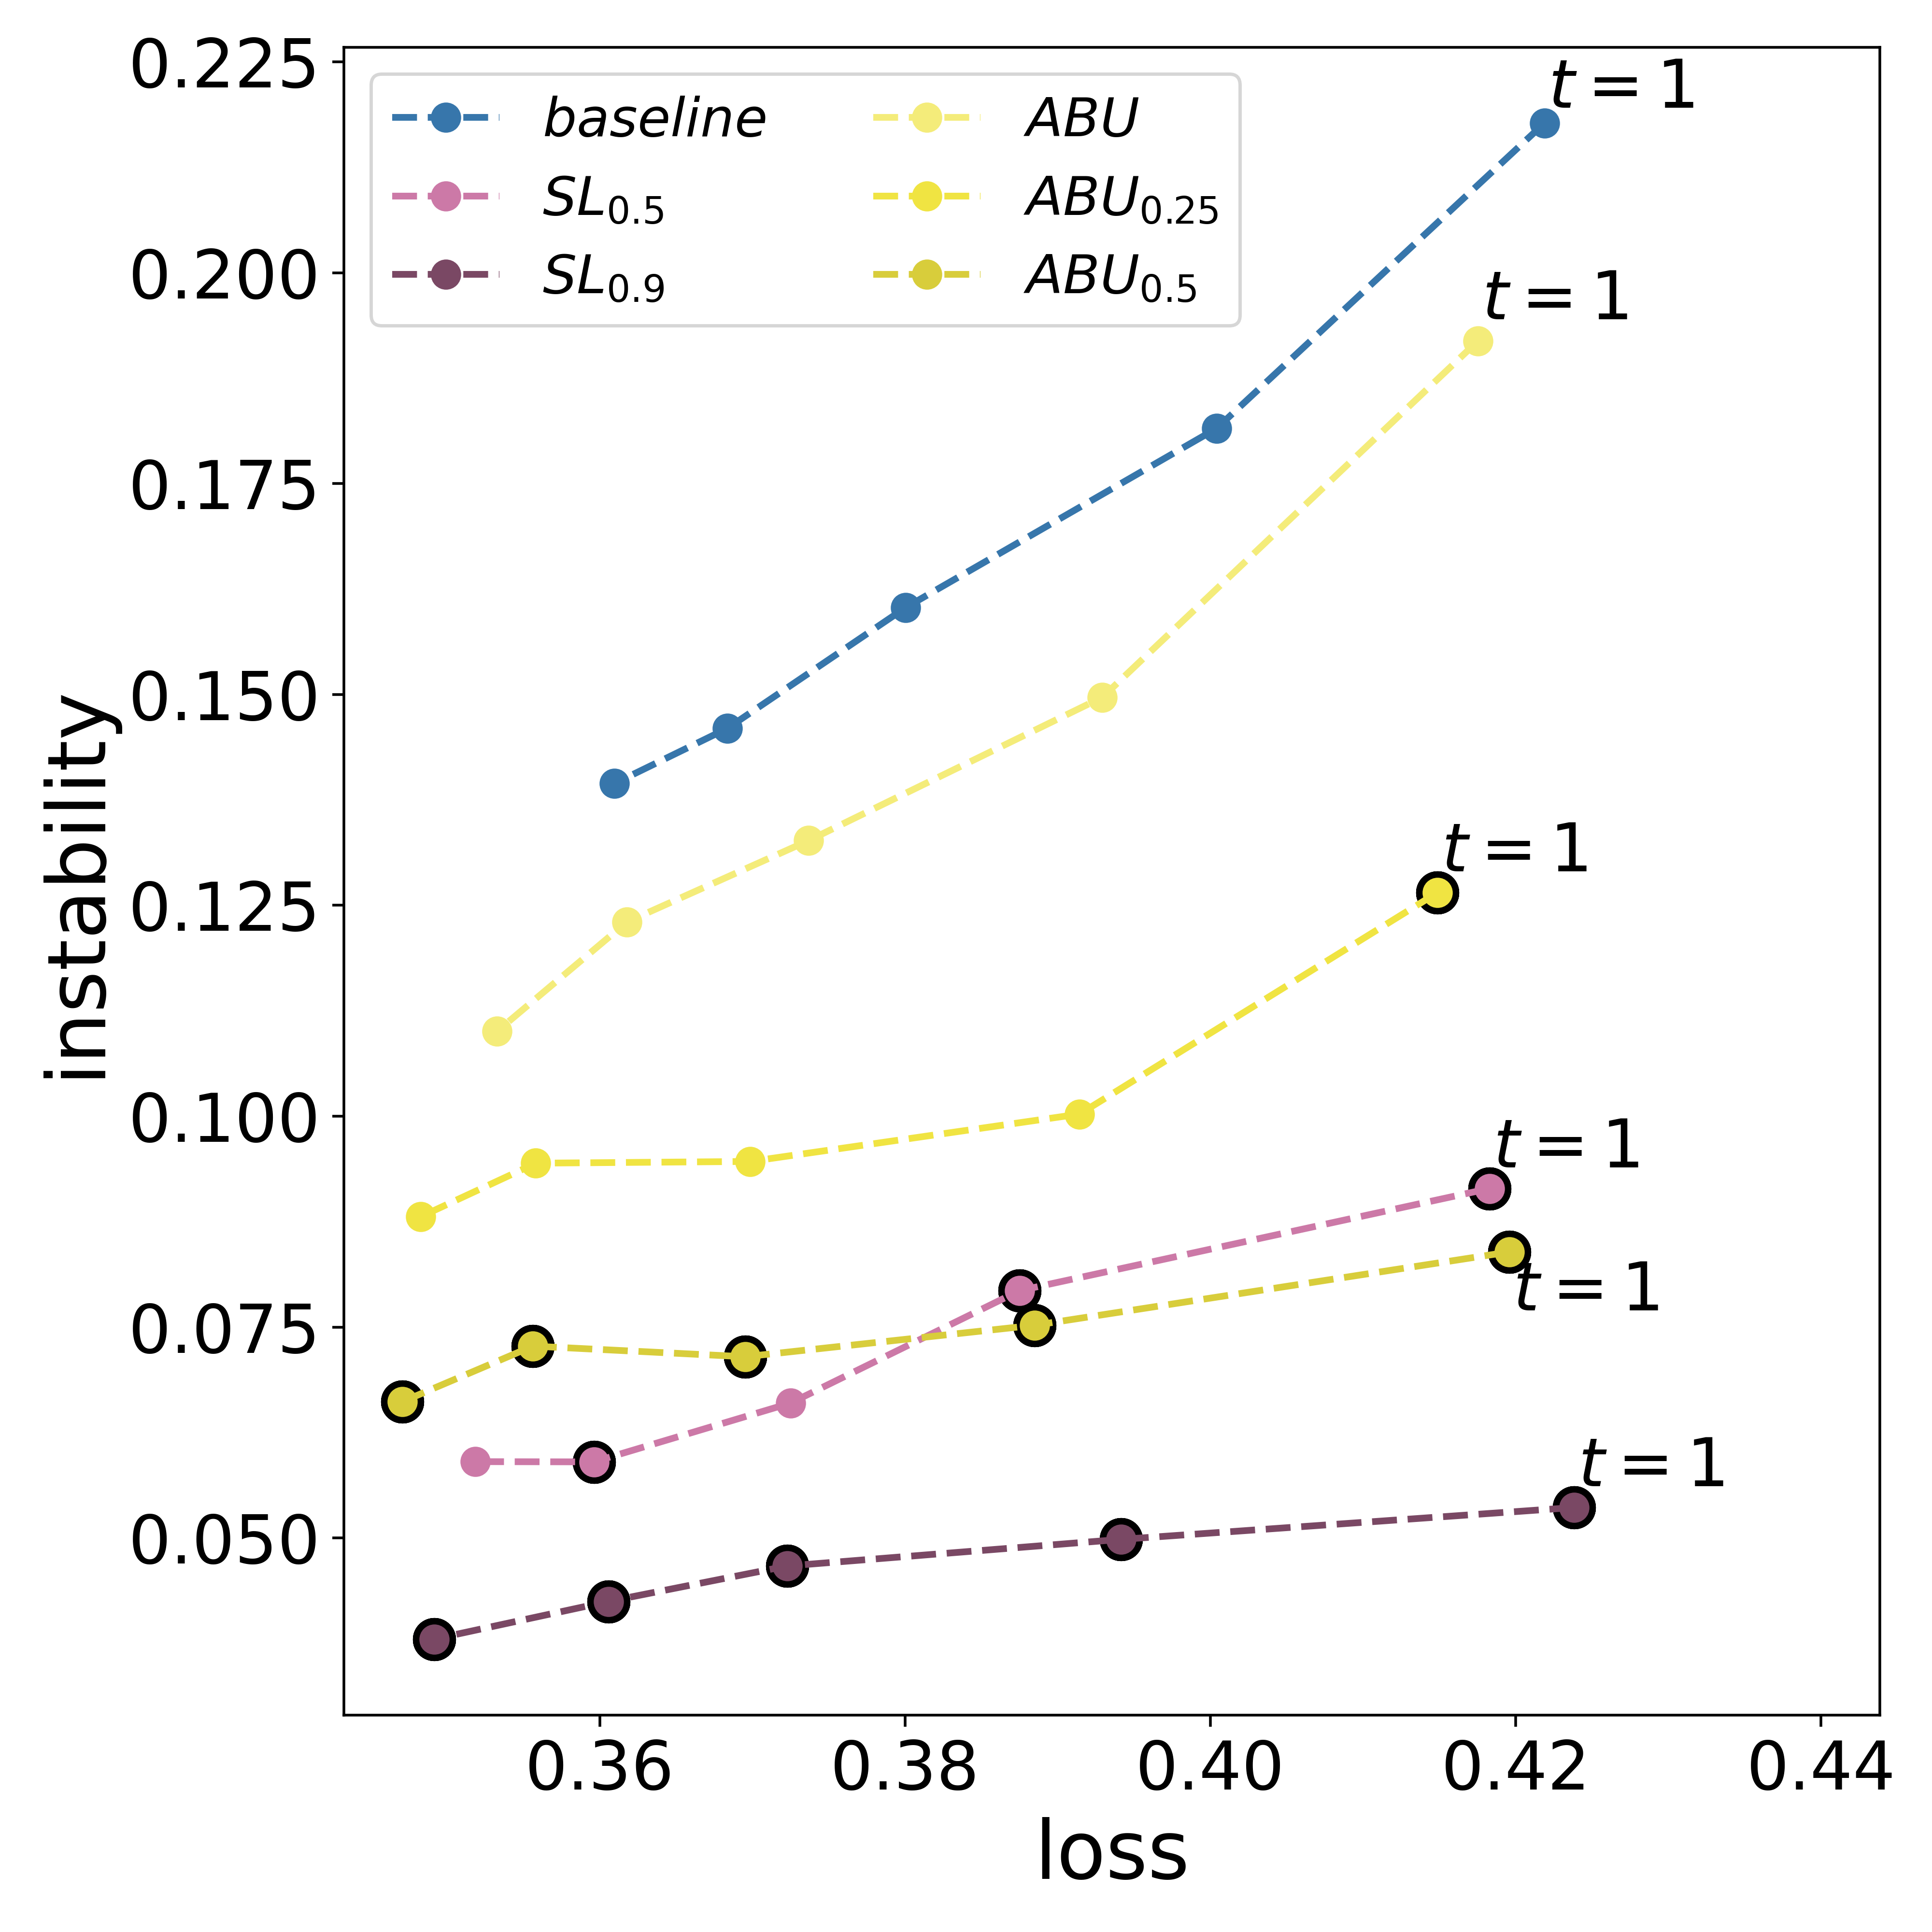 0.225
0.200
0.175
0.150
0.125
0.100
0.075
0.050
instability
baseline
SL0.5
SL0.9
ABU
ABU0.25
ABU0.5
t = 1
t = 1
t = 1
t = 1
t = 1
t = 1
0.36 0.38 0.40 0.42 0.44
loss